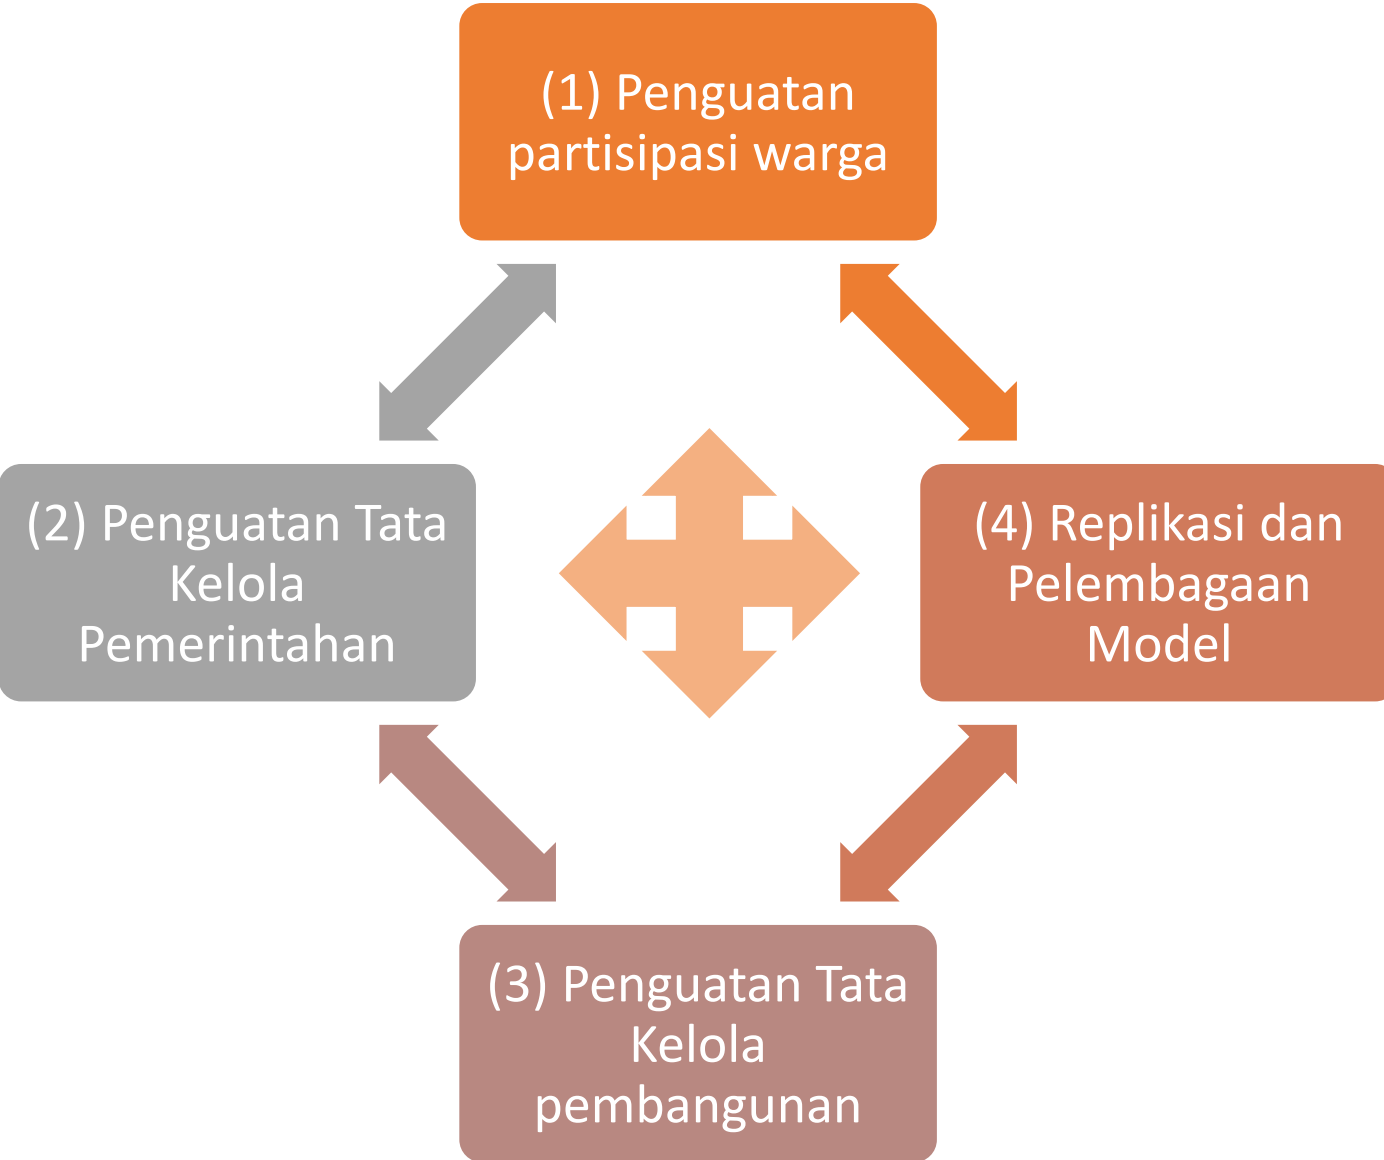 (1) Penguatan
partisipasi warga
(2) Penguatan Tata
Kelola
Pemerintahan
(4) Replikasi dan
Pelembagaan
Model
(3) Penguatan Tata
Kelola
pembangunan